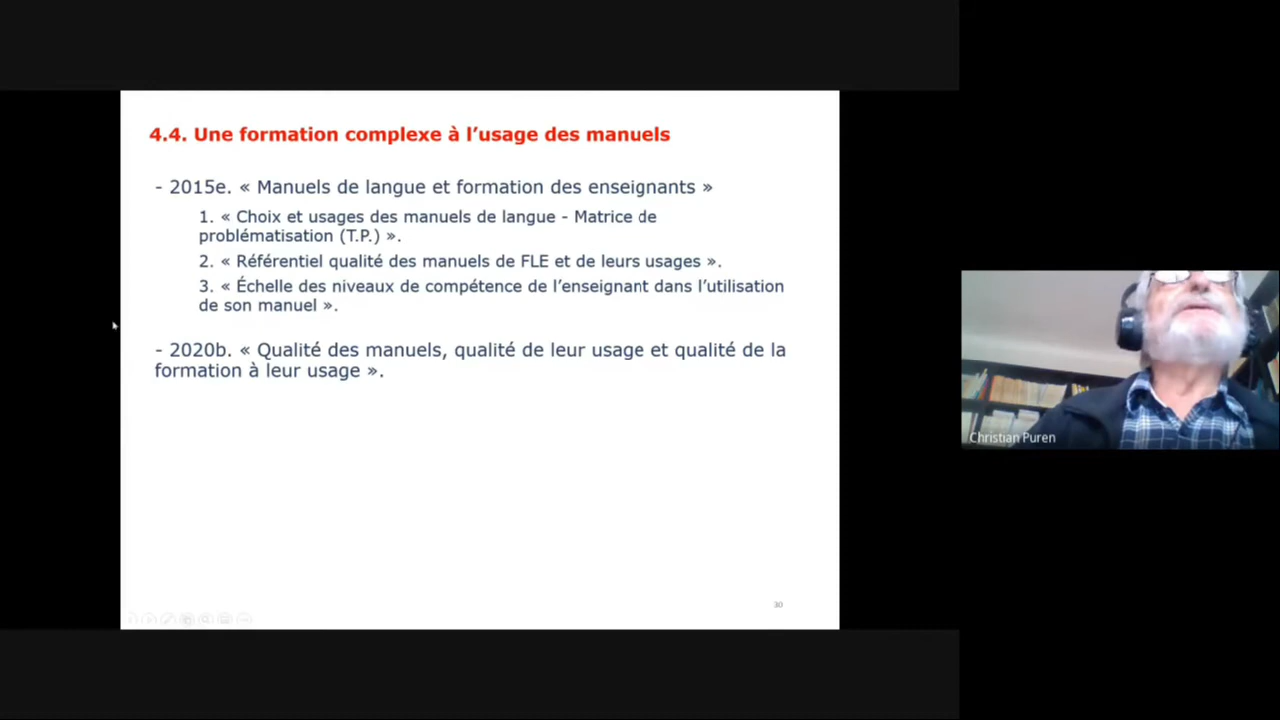 4.4. Une formation complexe à l'usage des manuels
- 2015e. « Manuels de langue et formation des enseignants »
1. « Choix et usages des manuels de langue - Matrice de
problématisation (T.P.) ».
2. « Référentiel qualité des manuels de FLE et de leurs usages ».
3. « Échelle des niveaux de compétence de l'enseignant dans l'utilisation
de son manuel ».
- 2020b. « Qualité des manuels, qualité de leur usage et qualité de la
formation à leur usage ».
30
Christian Puren